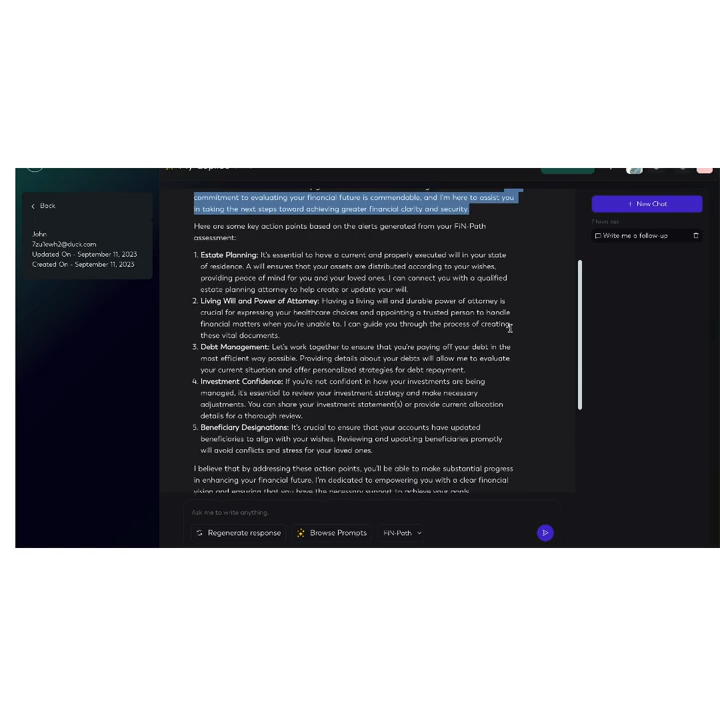 Back
John
7zu1ewh2@duck.com
Updated On - September 11, 2023
Created On - September 11, 2023
commitment to evaluating your financial future is commendable, and I'm here to assist you
in taking the next steps toward achieving greater financial clarity and security.
Here are some key action points based on the alerts generated from your FiN-Path
assessment:
1. Estate Planning: It's essential to have a current and properly executed will in your state
of residence. A will ensures that your assets are distributed according to your wishes,
providing peace of mind for you and your loved ones. I can connect you with a qualified
estate planning attorney to help create or update your will.
2. Living Will and Power of Attorney: Having a living will and durable power of attorney is
crucial for expressing your healthcare choices and appointing a trusted person to handle
financial matters when you're unable to. I can guide you through the process of creating
these vital documents.
3. Debt Management: Let's work together to ensure that you're paying off your debt in the
most efficient way possible. Providing details about your debts will allow me to evaluate
your current situation and offer personalized strategies for debt repayment.
4. Investment Confidence: If you're not confident in how your investments are being
managed, it's essential to review your investment strategy and make necessary
adjustments. You can share your investment statement(s) or provide current allocation
details for a thorough review.
5. Beneficiary Designations: It's crucial to ensure that your accounts have updated
beneficiaries to align with your wishes. Reviewing and updating beneficiaries promptly
will avoid conflicts and stress for your loved ones.
I believe that by addressing these action points, you'll be able to make substantial progress
in enhancing your financial future. I'm dedicated to empowering you with a clear financial
vision and ensuring that you have the necessary support to achieve your goals.
Ask me to write anything.
Regenerate response
Browse Prompts
FiN-Path
+ New Chat
Write me a follow-up